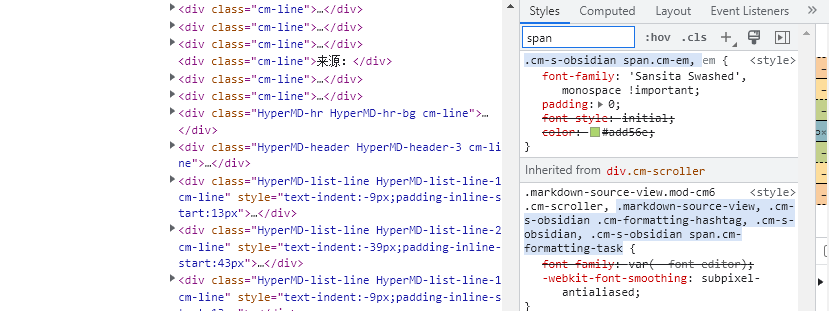 <div class="cm-line">…</div>
<div class="cm-line">…</div>
<div class="cm-line">…</div>
<div class="cm-line">来源：</div>
<div class="cm-line">…</div>
<div class="cm-line">…</div>
<div class="HyperMD-hr HyperMD-hr-bg cm-line">…
</div>
<div class="HyperMD-header HyperMD-header-3 cm-li
ne">…</div>
<div class="HyperMD-list-line HyperMD-list-line-1
cm-line" style="text-indent:-9px;padding-inline-s
tart:13px">…</div>
<div class="HyperMD-list-line HyperMD-list-line-2
cm-line" style="text-indent:-39px;padding-inline-
start:43px">…</div>
<div class="HyperMD-list-line HyperMD-list-line-1
cm-line" style="text-indent:-9px;padding-inline-s
Styles Computed Layout Event Listeners »
span :hov .cls
.cm-s-obsidian span.cm-em, em { <style>
font-family: 'Sansita Swashed',
monospace !important;
padding: 0;
font-style: initial;
color: #add56e;
}
Inherited from div.cm-scroller
.markdown-source-view.mod-cm6 <style>
.cm-scroller, .markdown-source-view, .cm-
s-obsidian .cm-formatting-hashtag, .cm-s-
obsidian, .cm-s-obsidian span.cm-
formatting-task {
font-family: var(--font-editor);
-webkit-font-smoothing: subpixel-
antialiased;
}